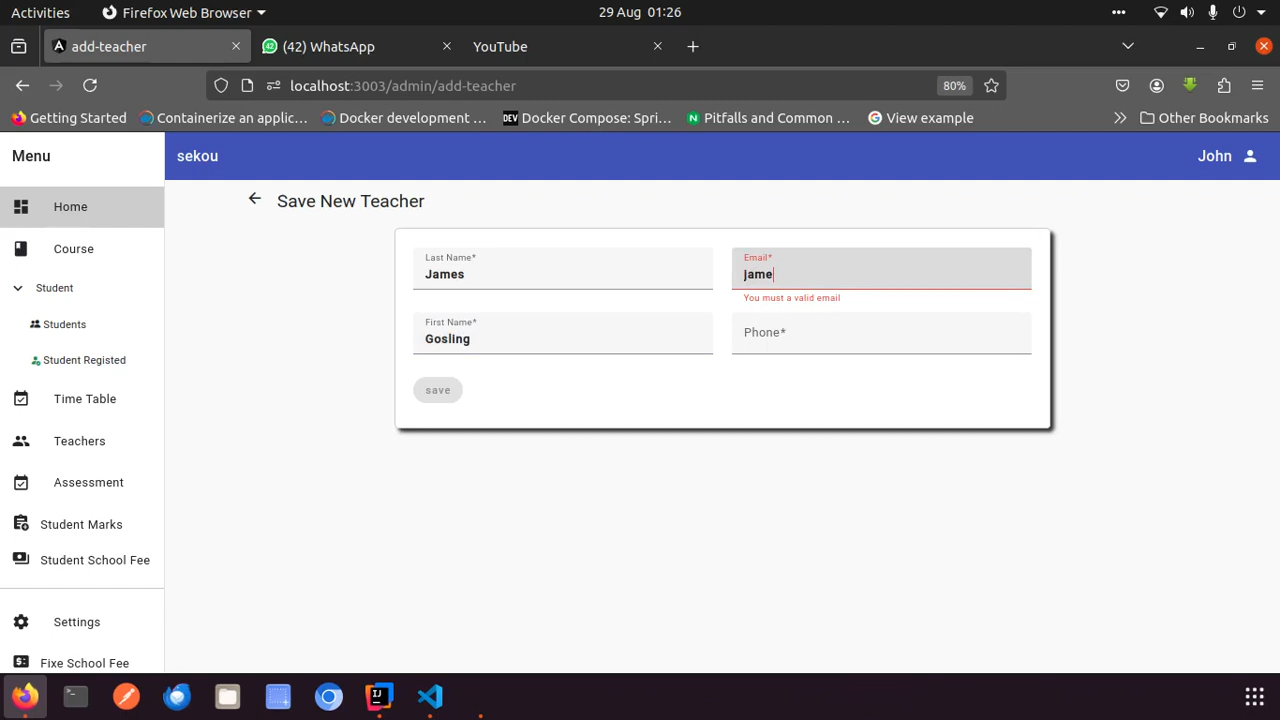 Activities Firefox Web Browser 29 Aug 01:26
add-teacher (42) WhatsApp YouTube
localhost:3003/admin/add-teacher 80%
Getting Started Containerize an applic... Docker development ... DEV Docker Compose: Spri... N Pitfalls and Common ... G View example Other Bookmarks
Menu sekou John
Save New Teacher
Home
Course
Student
Students
Student Registed
Time Table
Teachers
Assessment
Student Marks
Student School Fee
Settings
Fixe School Fee
Last Name*
James
Email*
jame
You must a valid email
First Name*
Gosling
Phone*
save